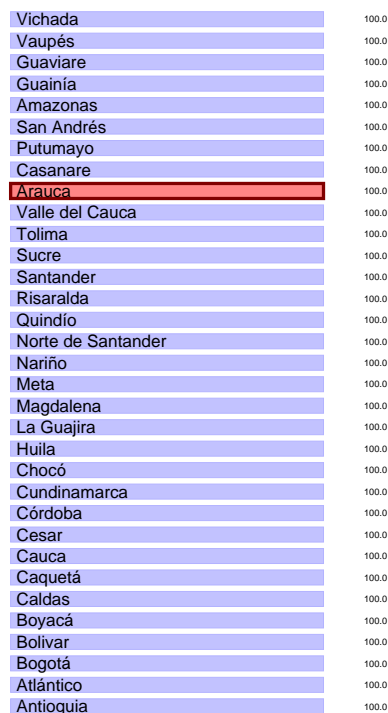 Vichada 100.0
Vaupés 100.0
Guaviare 100.0
Guainía 100.0
Amazonas 100.0
San Andrés 100.0
Putumayo 100.0
Casanare 100.0
Arauca 100.0
Valle del Cauca 100.0
Tolima 100.0
Sucre 100.0
Santander 100.0
Risaralda 100.0
Quindío 100.0
Norte de Santander 100.0
Nariño 100.0
Meta 100.0
Magdalena 100.0
La Guajira 100.0
Huila 100.0
Chocó 100.0
Cundinamarca 100.0
Córdoba 100.0
Cesar 100.0
Cauca 100.0
Caquetá 100.0
Caldas 100.0
Boyacá 100.0
Bolivar 100.0
Bogotá 100.0
Atlántico 100.0
Antioquia 100.0